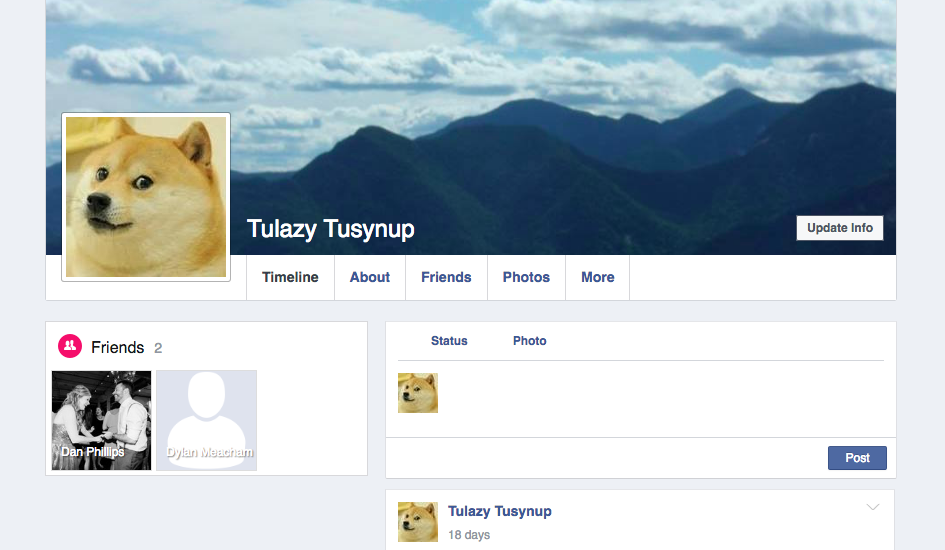 Tulazy Tusynup
Update Info
Timeline About Friends Photos More
Friends 2
Dan Phillips Dylan Meacham
Status Photo
Post
Tulazy Tusynup
18 days